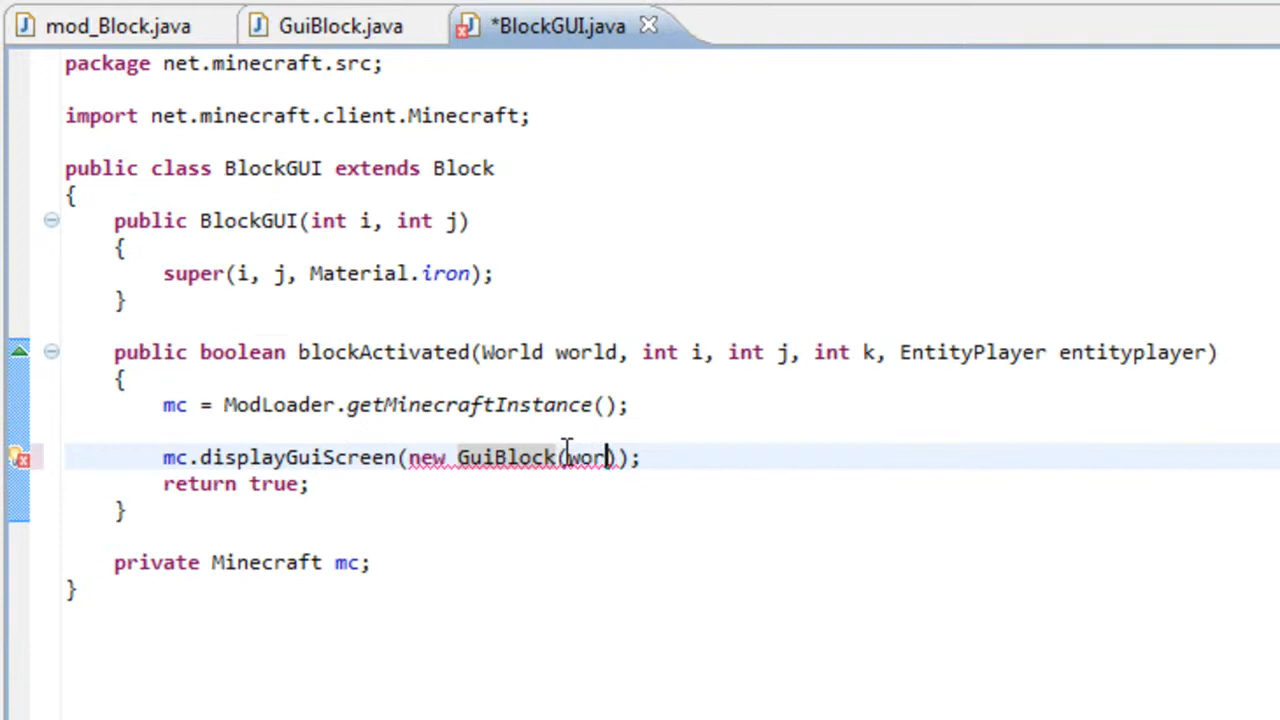 mod_Block.java GuiBlock.java *BlockGUI.java
package net.minecraft.src;
import net.minecraft.client.Minecraft;
public class BlockGUI extends Block
{
public BlockGUI(int i, int j)
{
super(i, j, Material.iron);
}
public boolean blockActivated(World world, int i, int j, int k, EntityPlayer entityplayer)
{
mc = ModLoader.getMinecraftInstance();
mc.displayGuiScreen(new GuiBlock(wor));
return true;
}
private Minecraft mc;
}